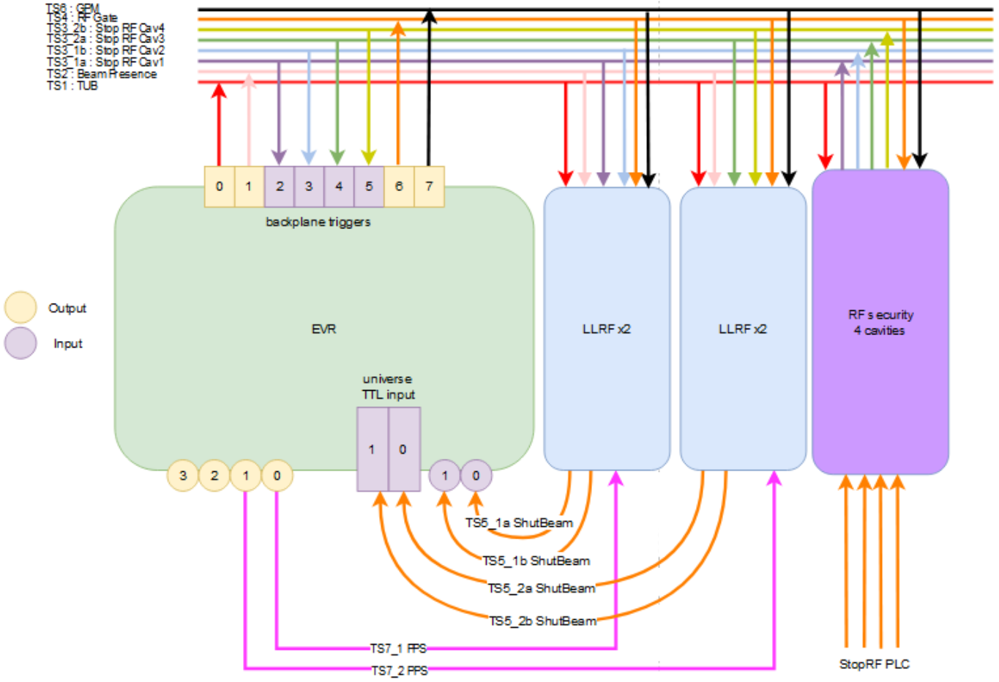 TS6 : GPM
TS4 : RF Gate
TS3_2b : Stop RF Cav4
TS3_2a : Stop RF Cav3
TS3_1b : Stop RF Cav2
TS3_1a : Stop RF Cav1
TS2 : Beam Presence
TS1 : TUB
0 1 2 3 4 5 6 7
backplane triggers
Output
Input
EVR
LLRF x2
LLRF x2
RF security
4 cavities
universe
TTL input
1 0
3 2 1 0
1 0
TS5_1a ShutBeam
TS5_1b ShutBeam
TS5_2a ShutBeam
TS5_2b ShutBeam
TS7_1 PPS
TS7_2 PPS
StopRF PLC